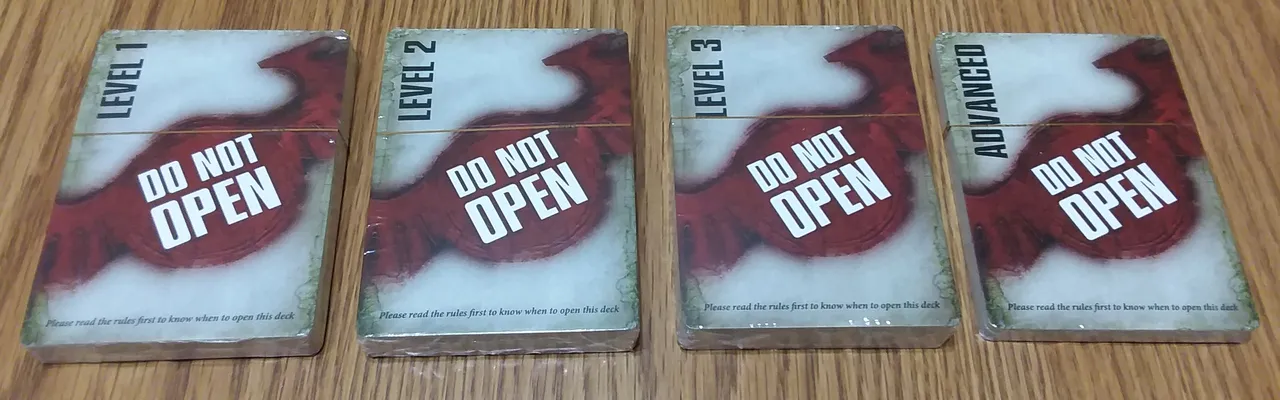 LEVEL 1
DO NOT
OPEN
Please read the rules first to know when to open this deck
LEVEL 2
DO NOT
OPEN
Please read the rules first to know when to open this deck
LEVEL 3
DO NOT
OPEN
Please read the rules first to know when to open this deck
ADVANCED
DO NOT
OPEN
Please read the rules first to know when to open this deck